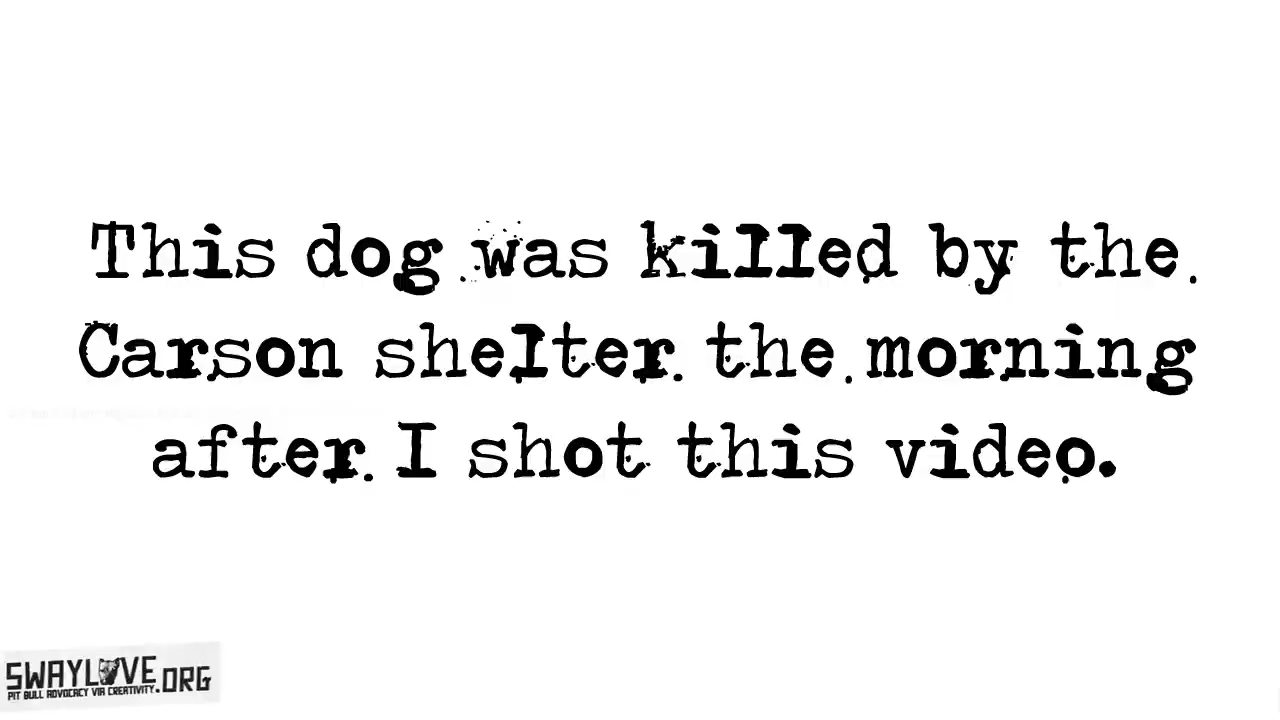 This dog was killed by the
Carson shelter the morning
after I shot this video.
SWAYLOVE.ORG
PIT BULL ADVOCACY VIA CREATIVITY